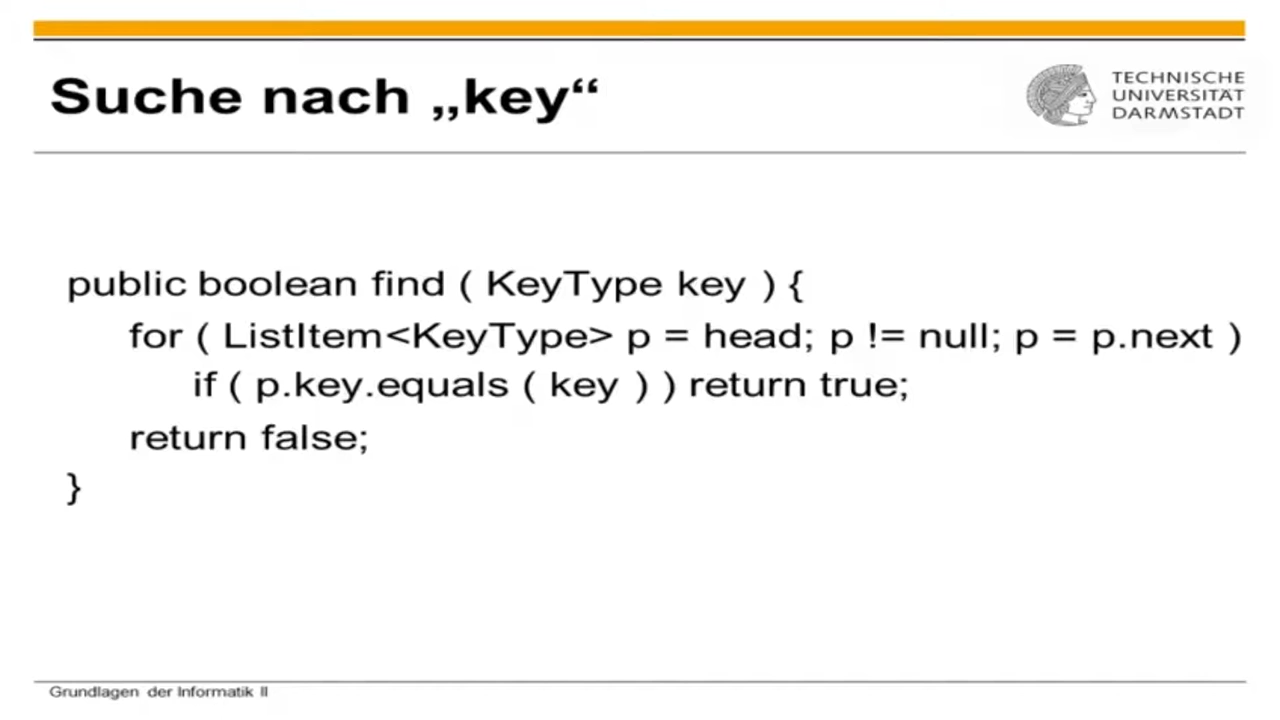 Suche nach „key“
TECHNISCHE
UNIVERSITÄT
DARMSTADT
public boolean find ( KeyType key ) {
for ( ListItem<KeyType> p = head; p != null; p = p.next )
if ( p.key.equals ( key ) ) return true;
return false;
}
Grundlagen der Informatik II